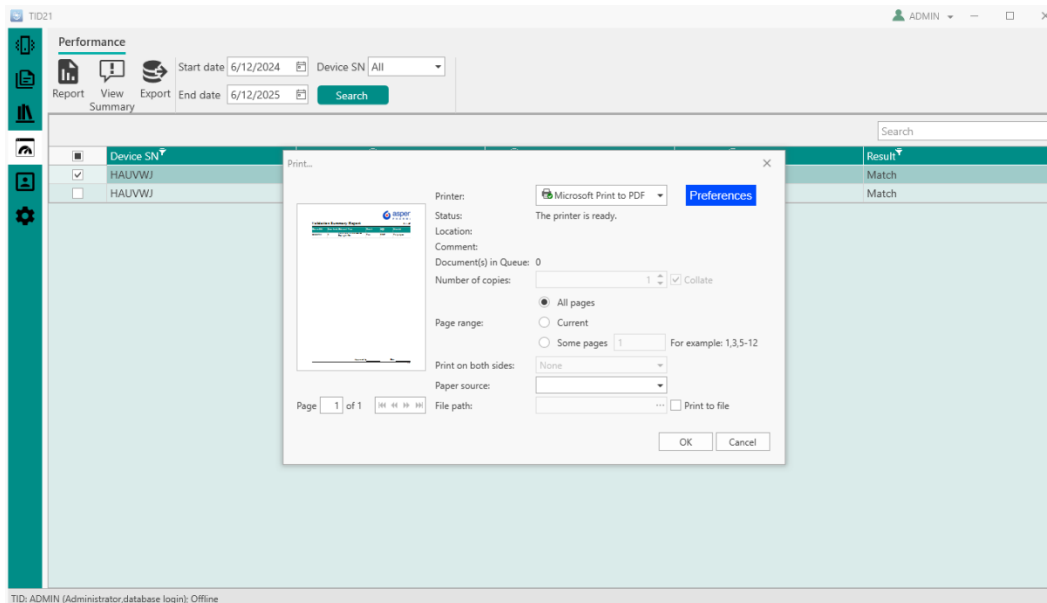 TID21
ADMIN
Performance
Report
View Summary
Export
Start date 6/12/2024
Device SN All
End date 6/12/2025
Search
Search
Device SN
Result
HAUVWJ
Match
HAUVWJ
Match
Print...
Printer: Microsoft Print to PDF
Preferences
asper
Institution Summary Report
Status: The printer is ready.
Location:
Comment:
Document(s) in Queue: 0
Number of copies: 1
Collate
All pages
Page range:
Current
Some pages 1
For example: 1,3,5-12
Print on both sides: None
Paper source:
Page 1 of 1
File path:
Print to file
OK
Cancel
TID: ADMIN (Administrator,database login); Offline